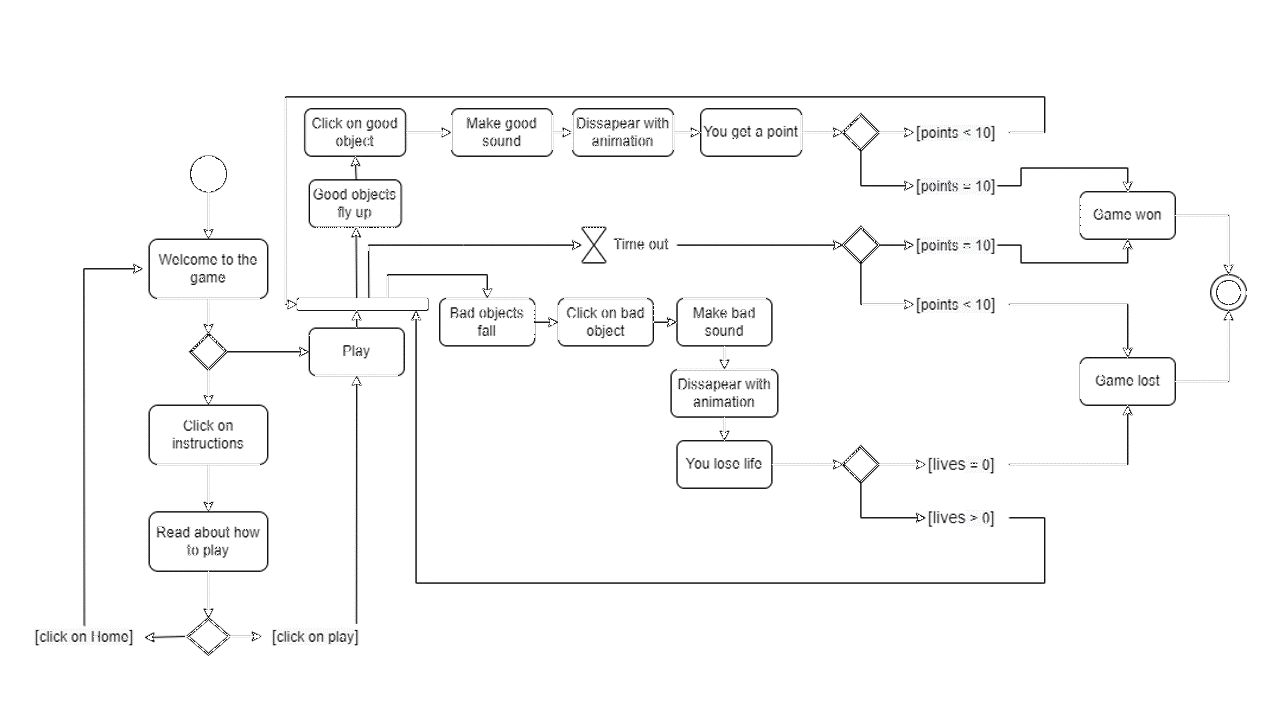 Click on good
object
Make good
sound
Dissapear with
animation
You get a point
[points < 10]
[points = 10]
Good objects
fly up
Game won
Welcome to the
game
Time out
[points = 10]
[points < 10]
Bad objects
fall
Click on bad
object
Make bad
sound
Play
Dissapear with
animation
Game lost
Click on
instructions
You lose life
[lives = 0]
[lives > 0]
Read about how
to play
[click on Home]
[click on play]